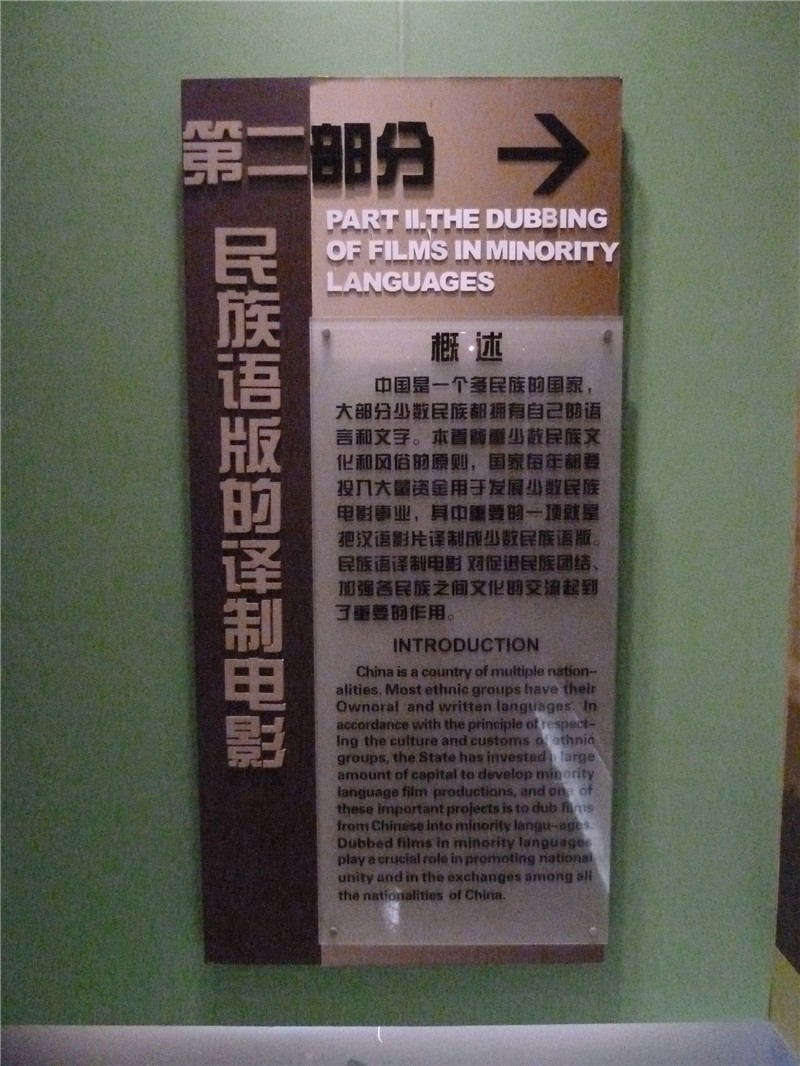 第二部分
PART II.THE DUBBING
OF FILMS IN MINORITY
LANGUAGES
民族语版的译制电影
概述
中国是一个多民族的国家，
大部分少数民族都拥有自己的语
言和文字。本着尊重少数民族文
化和风俗的原则，国家每年都要
投入大量资金用于发展少数民族
电影事业，其中重要的一项就是
把汉语影片译制成少数民族语版。
民族语译制电影 对促进民族团结、
加强各民族之间文化的交流起到
了重要的作用。
INTRODUCTION
China is a country of multiple nation-
alities. Most ethnic groups have their
Ownoral and written languages. In
accordance with the principle of respect-
Ing the culture and customs of ethnic
groups, the State has invested a large
amount of capital to develop minority
language film productions, and one of
these important projects is to dub films
from Chinese into minority langu-ages.
Dubbed films in minority languages
play a crucial role in promoting national
unity and in the exchanges among all
the nationalities of China.